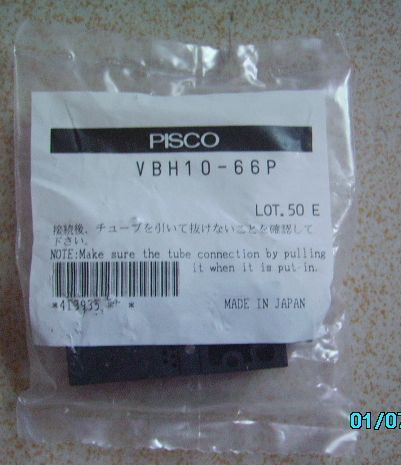 PISCO
VBH10-66P
LOT.50 E
接続後、チューブを引いて抜けないことを確認して
下さい。
NOTE:Make sure the tube connection by pulling
it when it is put-in.
MADE IN JAPAN
01/07